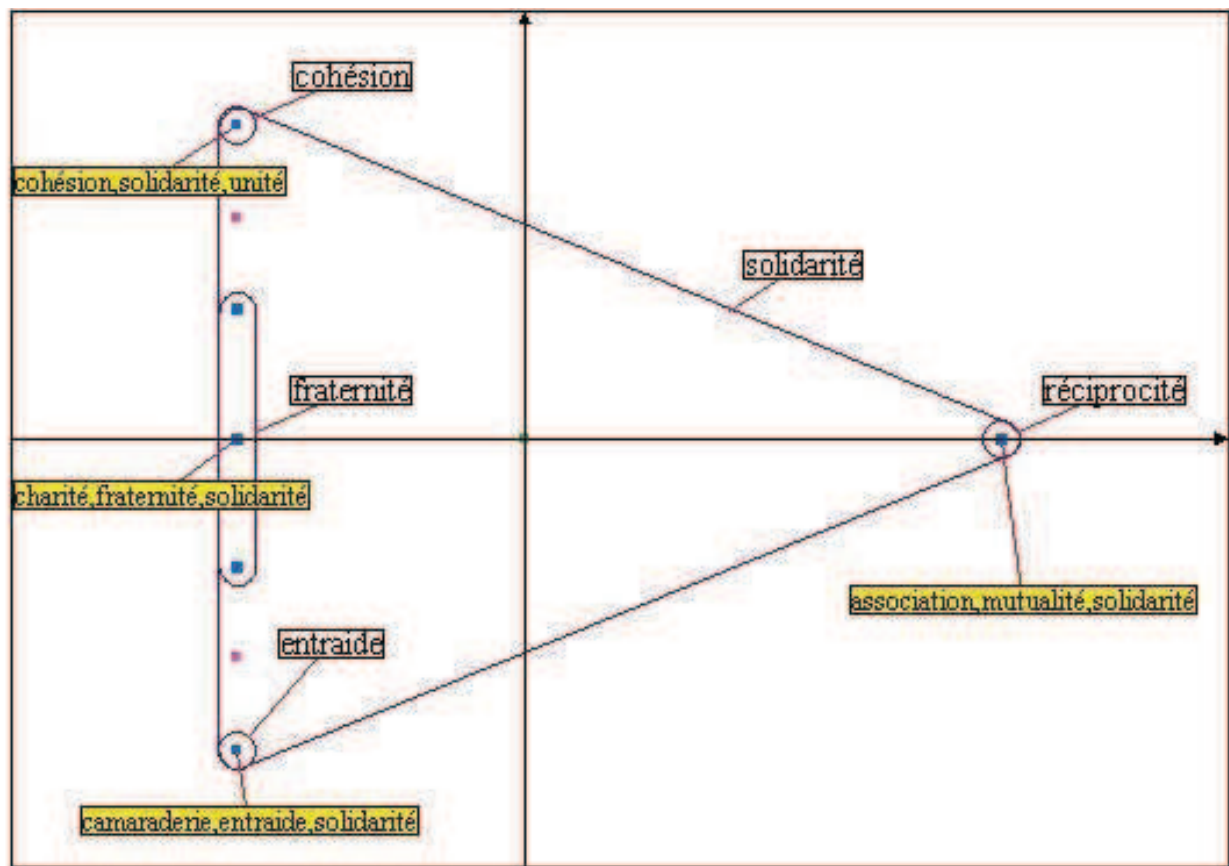 cohésion
cohésion,solidarité,unité
solidarité
fraternité
réciprocité
charité,fraternité,solidarité
association,mutualité,solidarité
entraide
camaraderie,entraide,solidarité